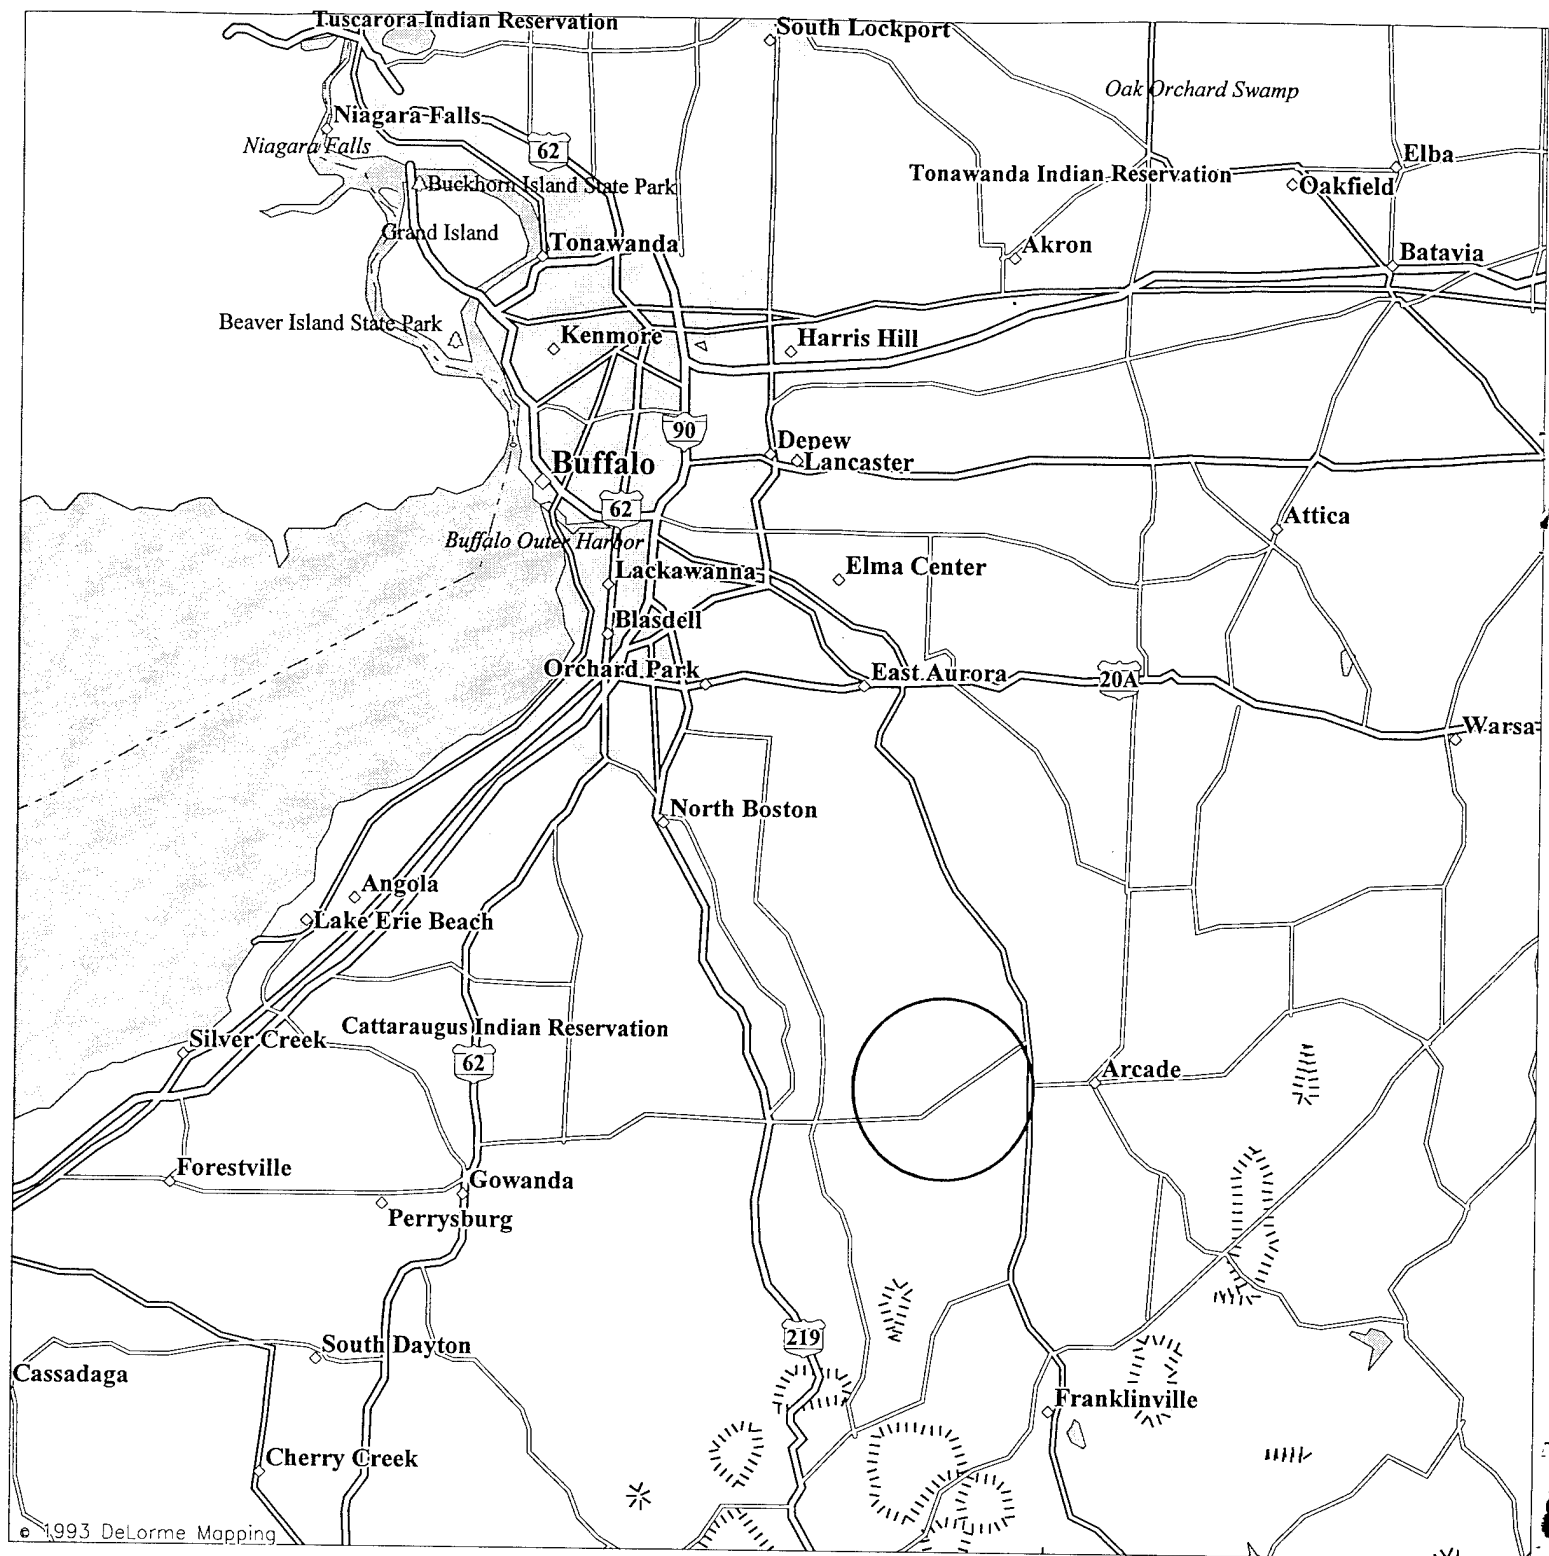 Tuscarora Indian Reservation
South Lockport
Oak Orchard Swamp
Niagara Falls
Niagara Falls
62
Elba
Tonawanda Indian Reservation
Oakfield
Buckhorn Island State Park
Grand Island
Tonawanda
Akron
Batavia
Beaver Island State Park
Kenmore
Harris Hill
90
Depew
Lancaster
Buffalo
62
Attica
Buffalo Outer Harbor
Lackawanna
Elma Center
Blasdell
Orchard Park
East Aurora
20A
Warsa
North Boston
Angola
Lake Erie Beach
Cattaraugus Indian Reservation
Silver Creek
62
Arcade
Forestville
Gowanda
Perrysburg
219
South Dayton
Cassadaga
Franklinville
Cherry Creek
© 1993 DeLorme Mapping